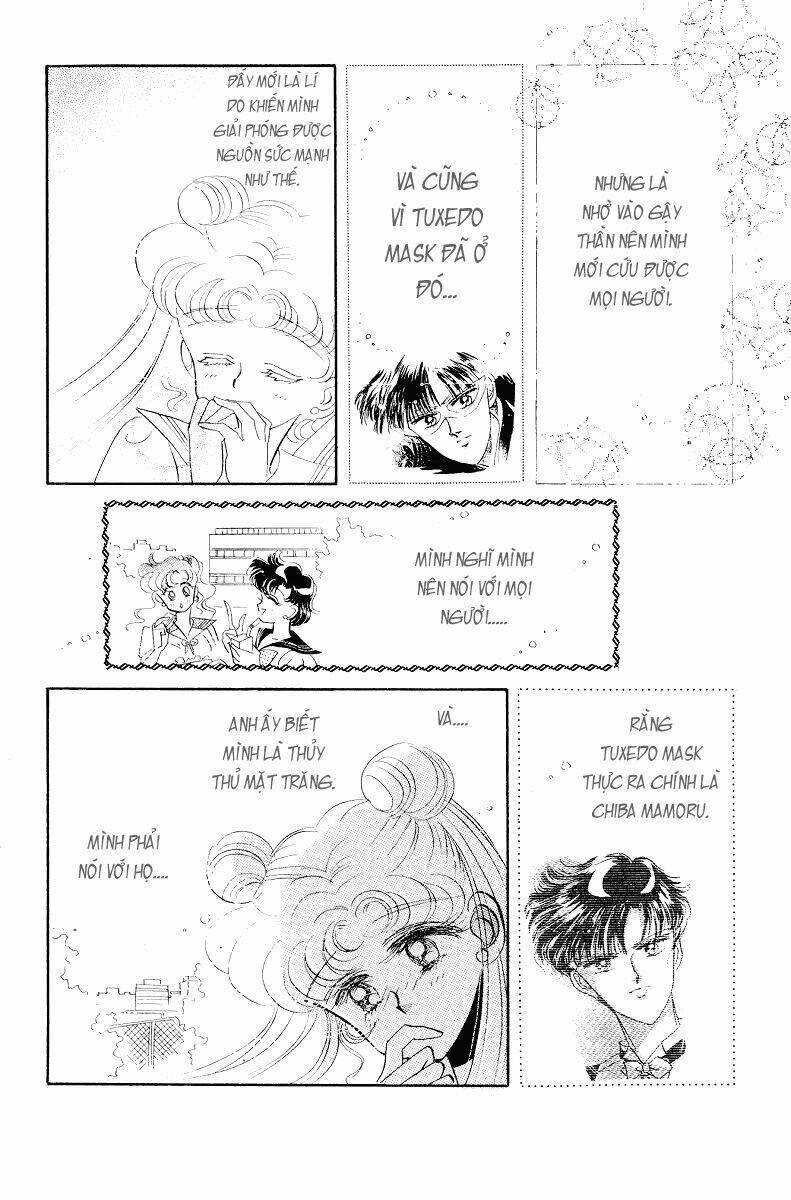 NHƯNG LÀ
NHỜ VÀO GẬY
THẦN NÊN MÌNH
MỚI CỨU ĐƯỢC
MỌI NGƯỜI.
VÀ CŨNG
VÌ TUXEDO
MASK ĐÃ Ở
ĐÓ...
ĐẤY MỚI LÀ LÍ
DO KHIẾN MÌNH
GIẢI PHÓNG ĐƯỢC
NGUỒN SỨC MẠNH
NHƯ THẾ.
MÌNH NGHĨ MÌNH
NÊN NÓI VỚI MỌI
NGƯỜI.....
RẰNG
TUXEDO MASK
THỰC RA CHÍNH LÀ
CHIBA MAMORU.
VÀ....
ANH ẤY BIẾT
MÌNH LÀ THỦY
THỦ MẶT TRĂNG.
MÌNH PHẢI
NÓI VỚI HỌ....